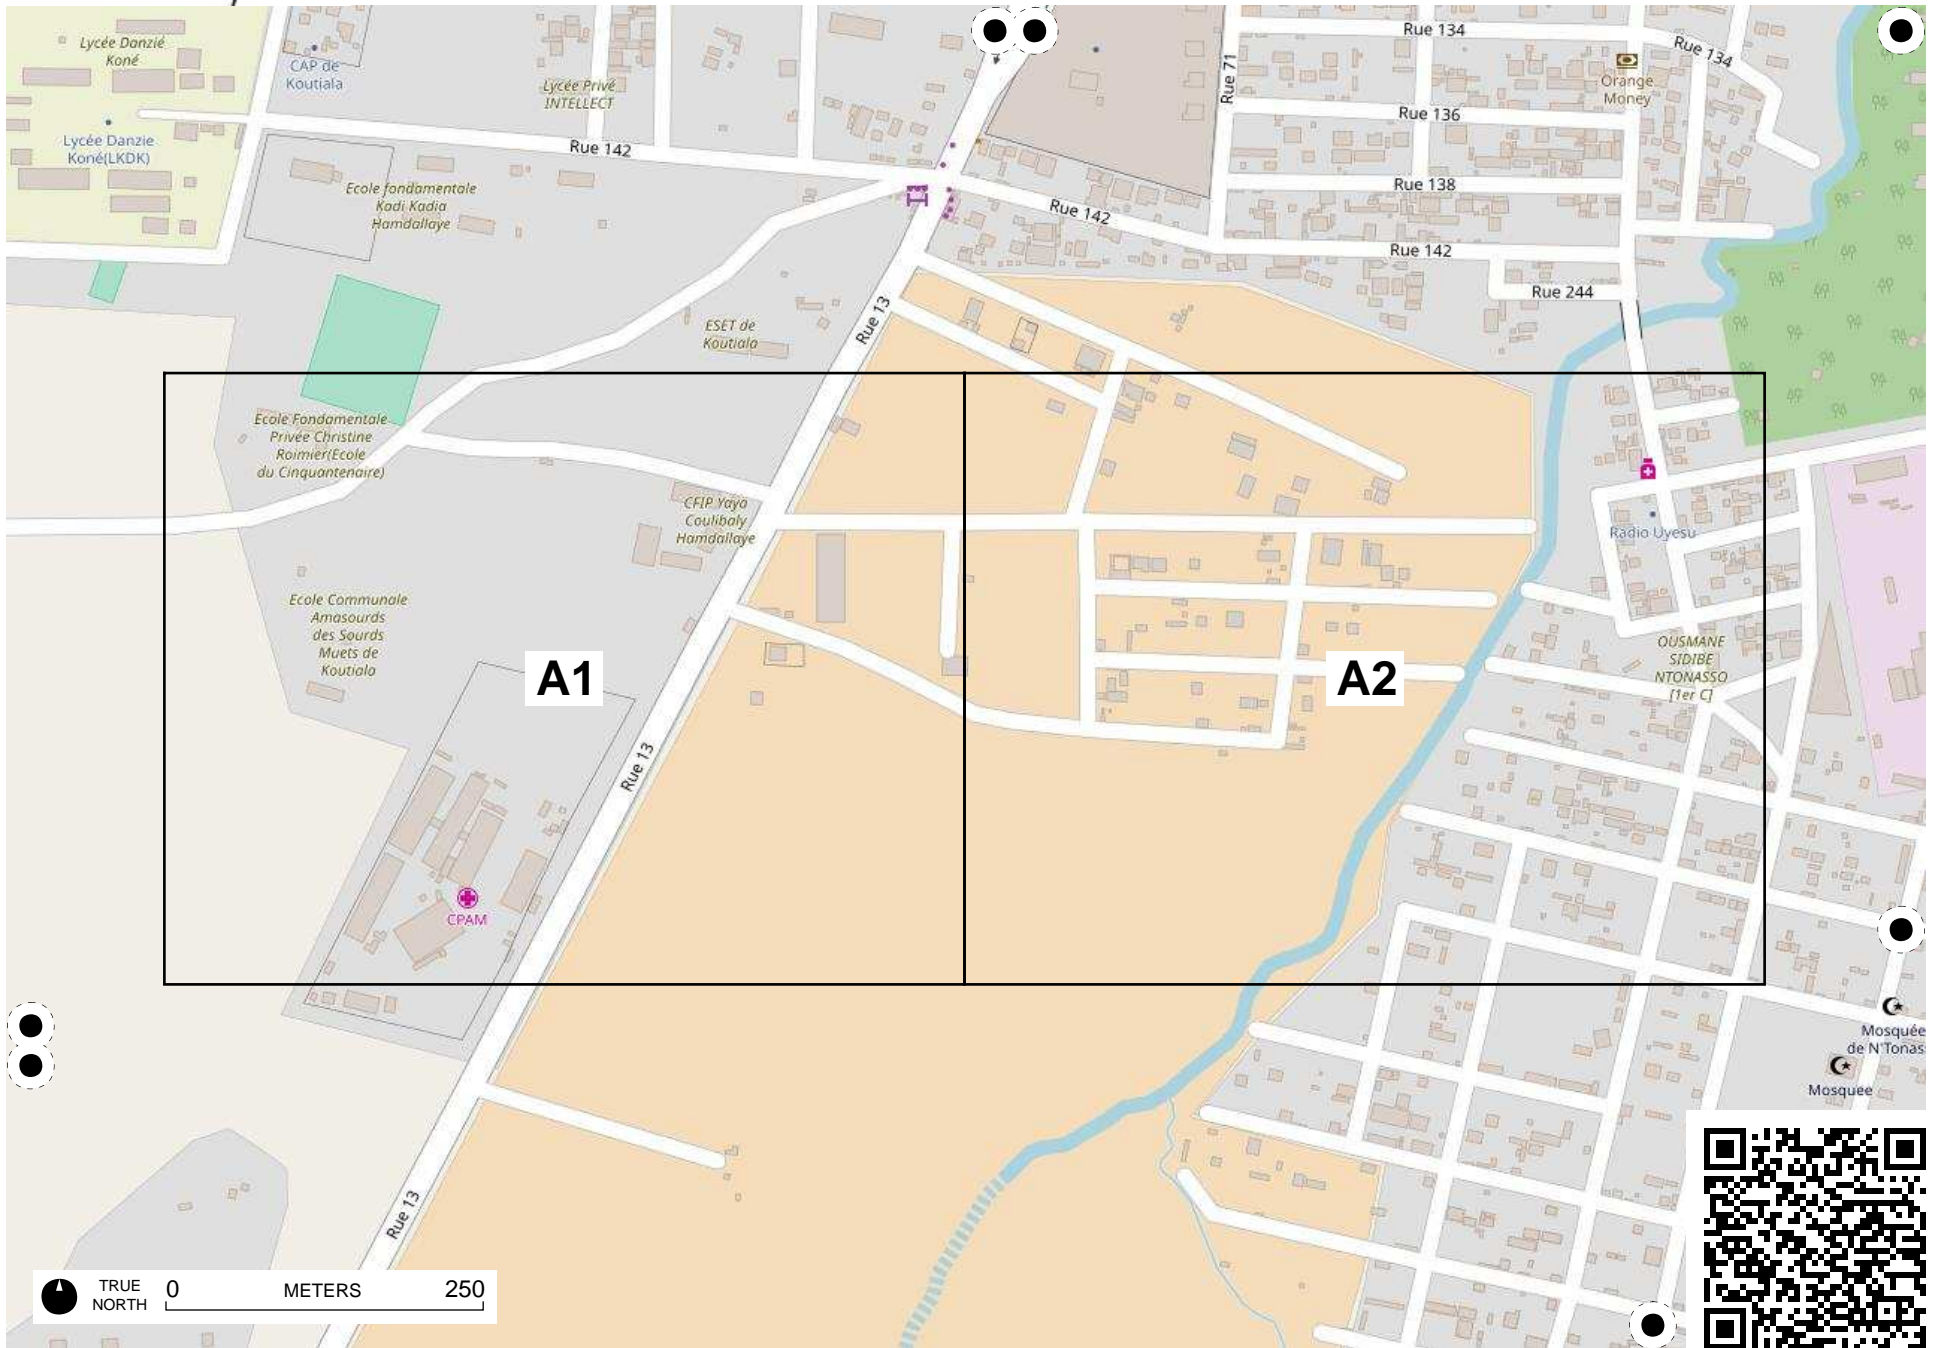 Lycée Danzié
Koné
CAP de
Koutiala
Lycée Privé
INTELLECT
Rue 134
Rue 134
Orange
Money
Rue 71
Rue 136
Lycée Danzie
Koné(LKDK)
Rue 142
Rue 138
Ecole fondamentale
Kadi Kadia
Hamdallaye
Rue 142
Rue 142
Rue 244
Rue 13
ESET de
Koutiala
Ecole Fondamentale
Privée Christine
Roimier(Ecole
du Cinquantenaire)
CFIP Yaya
Coulibaly
Hamdallaye
Radio Uyesu
Ecole Communale
Amasourds
des Sourds
Muets de
Koutiala
A1
A2
OUSMANE
SIDIBE
NTONASSO
[1er C]
Rue 13
CPAM
Mosquée
de N'Tonas
Mosquee
Rue 13
TRUE
NORTH
0 METERS 250